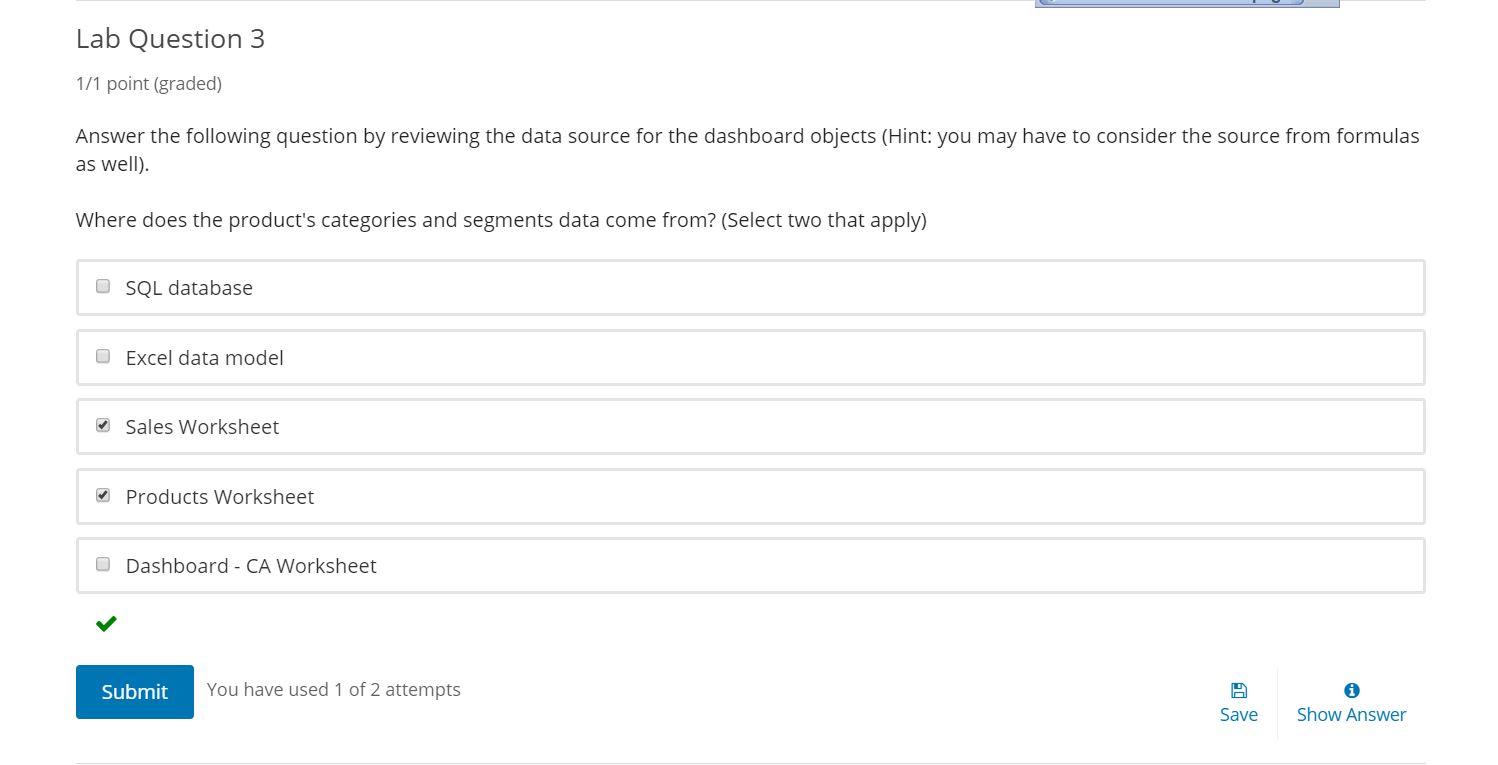 Lab Question 3
1/1 point (graded)
Answer the following question by reviewing the data source for the dashboard objects (Hint: you may have to consider the source from formulas
as well).
Where does the product's categories and segments data come from? (Select two that apply)
SQL database
Excel data model
Sales Worksheet
Products Worksheet
Dashboard - CA Worksheet
Submit
You have used 1 of 2 attempts
Save
Show Answer